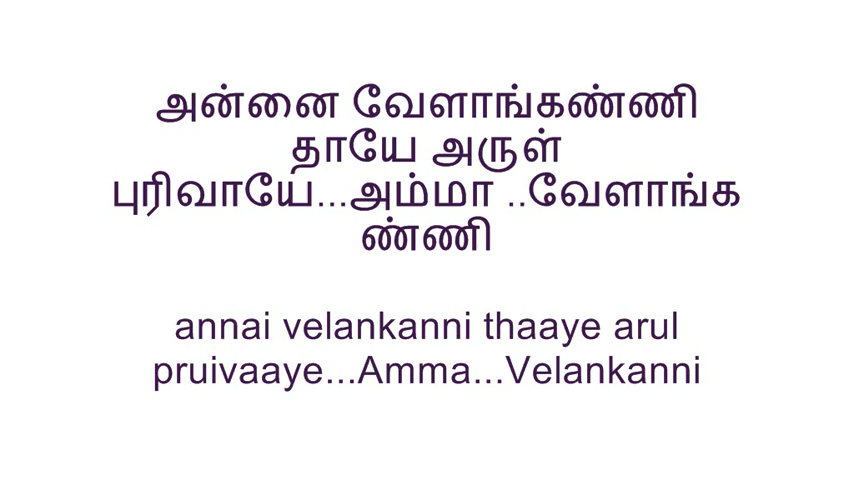 அன்னை வேளாங்கண்ணி
தாயே அருள்
புரிவாயே...அம்மா ..வேளாங்க
ண்ணி
annai velankanni thaaye arul
pruivaaye...Amma...Velankanni